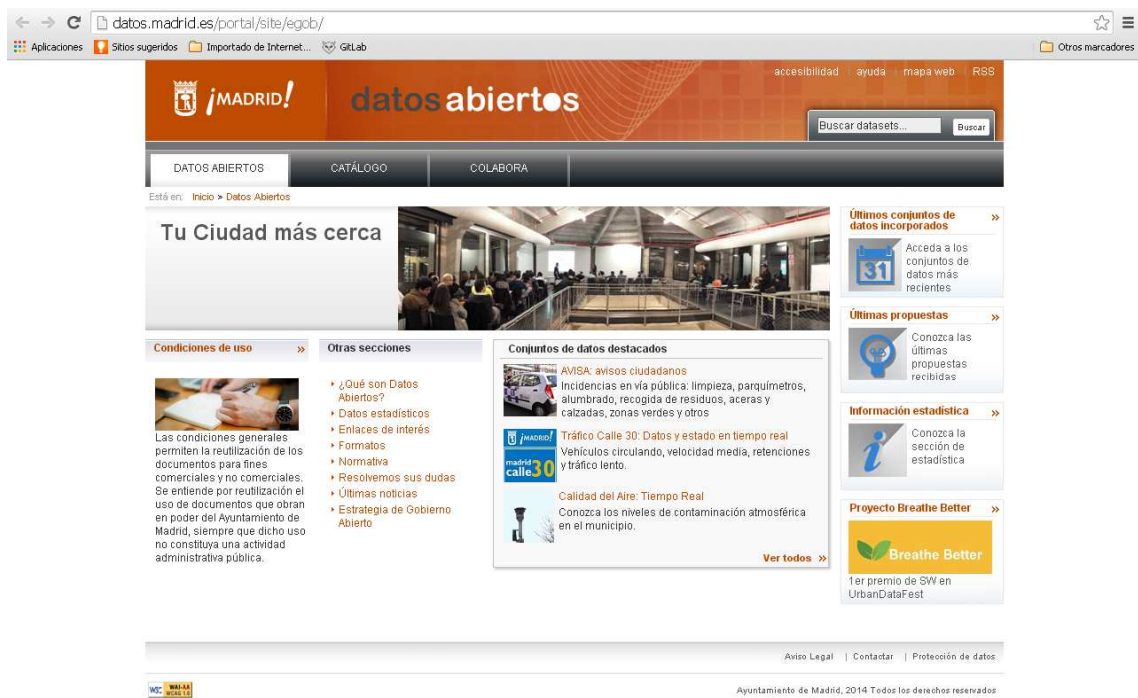 datos.madrid.es/portal/site/egob/
Aplicaciones Sitios sugeridos Importado de Internet... GitLab Otros marcadores
accesibilidad ayuda mapa web RSS
¡MADRID!
datos abiertos
Buscar datasets... Buscar
DATOS ABIERTOS CATÁLOGO COLABORA
Está en: Inicio » Datos Abiertos
Tu Ciudad más cerca
Condiciones de uso »
Las condiciones generales
permiten la reutilización de los
documentos para fines
comerciales y no comerciales.
Se entiende por reutilización el
uso de documentos que obran
en poder del Ayuntamiento de
Madrid, siempre que dicho uso
no constituya una actividad
administrativa pública.
Otras secciones
¿Qué son Datos
Abiertos?
Datos estadísticos
Enlaces de interés
Formatos
Normativa
Resolvemos sus dudas
Últimas noticias
Estrategia de Gobierno
Abierto
Conjuntos de datos destacados
AVISA: avisos ciudadanos
Incidencias en vía pública: limpieza, parquímetros,
alumbrado, recogida de residuos, aceras y
calzadas, zonas verdes y otros
¡MADRID!
madrid
calle30
Tráfico Calle 30: Datos y estado en tiempo real
Vehículos circulando, velocidad media, retenciones
y tráfico lento.
Calidad del Aire: Tiempo Real
Conozca los niveles de contaminación atmosférica
en el municipio.
Ver todos »
Últimos conjuntos de »
datos incorporados
31
Acceda a los
conjuntos de
datos más
recientes
Últimas propuestas »
Conozca las
últimas
propuestas
recibidas
Información estadística »
Conozca la
sección de
estadística
Proyecto Breathe Better »
Breathe Better
1er premio de SW en
UrbanDataFest
Aviso Legal | Contactar | Protección de datos
W3C WAI-AA
WCAG 1.0
Ayuntamiento de Madrid, 2014 Todos los derechos reservados